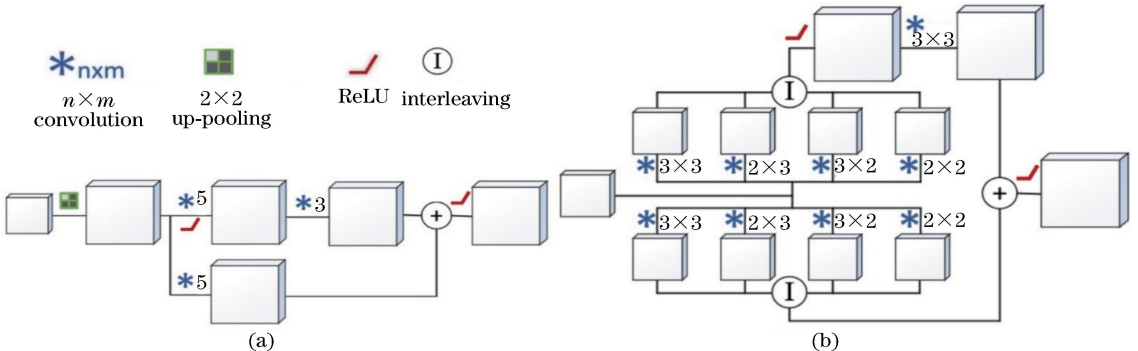 *nxm
n×m
convolution
2×2
up-pooling
ReLU
I
interleaving
*5
*3
+
*5
(a)
*
3×3
I
*3×3
*2×3
*3×2
*2×2
+
*3×3
*2×3
*3×2
*2×2
I
(b)